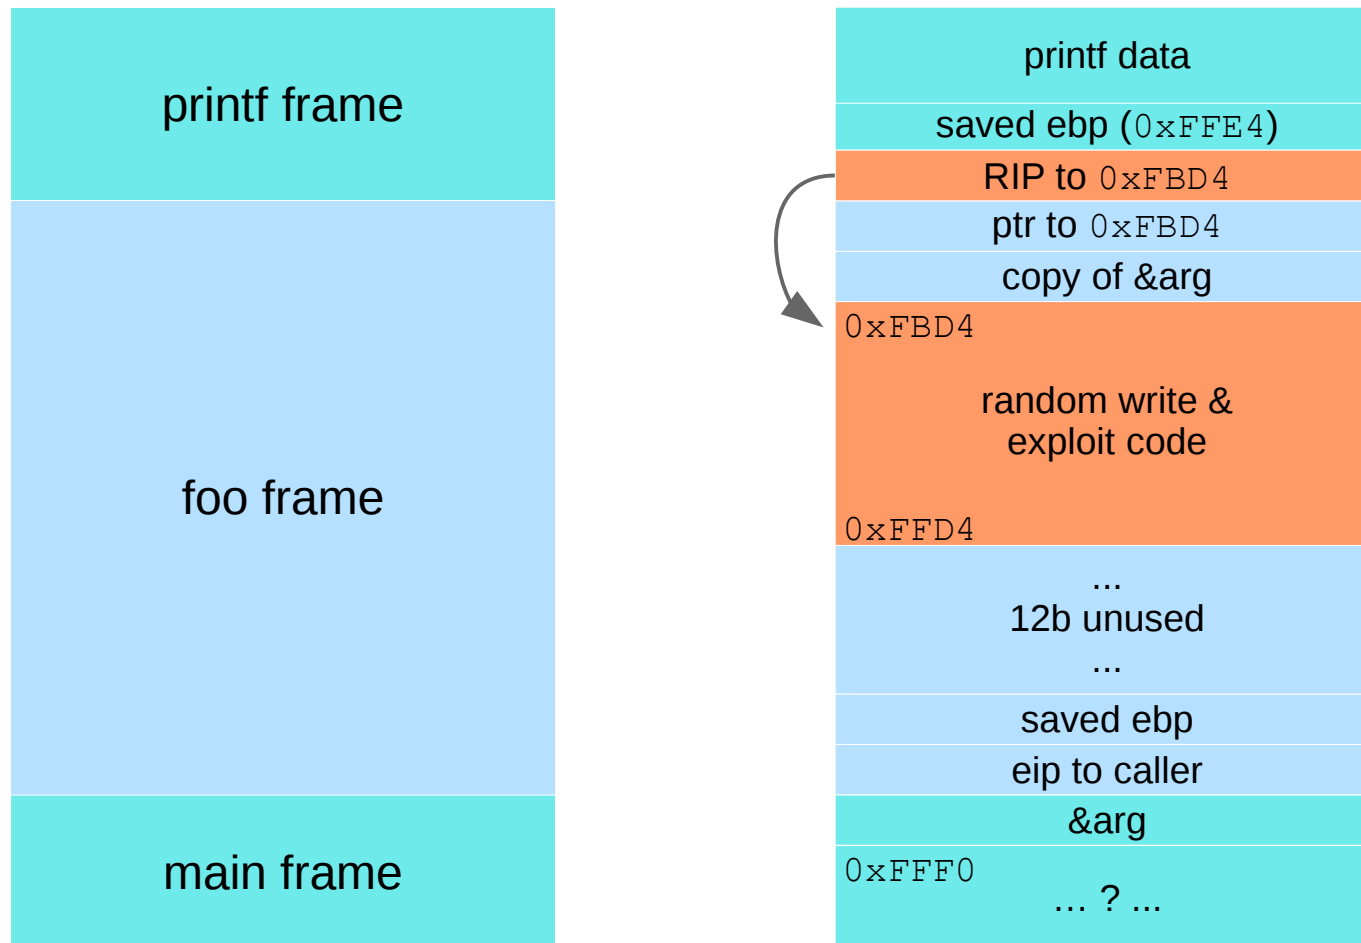 printf frame
foo frame
main frame
printf data
saved ebp (0xFFE4)
RIP to 0xFBD4
ptr to 0xFBD4
copy of &arg
0xFBD4
random write &
exploit code
0xFFD4
...
12b unused
...
saved ebp
eip to caller
&arg
0xFFF0
… ? ...